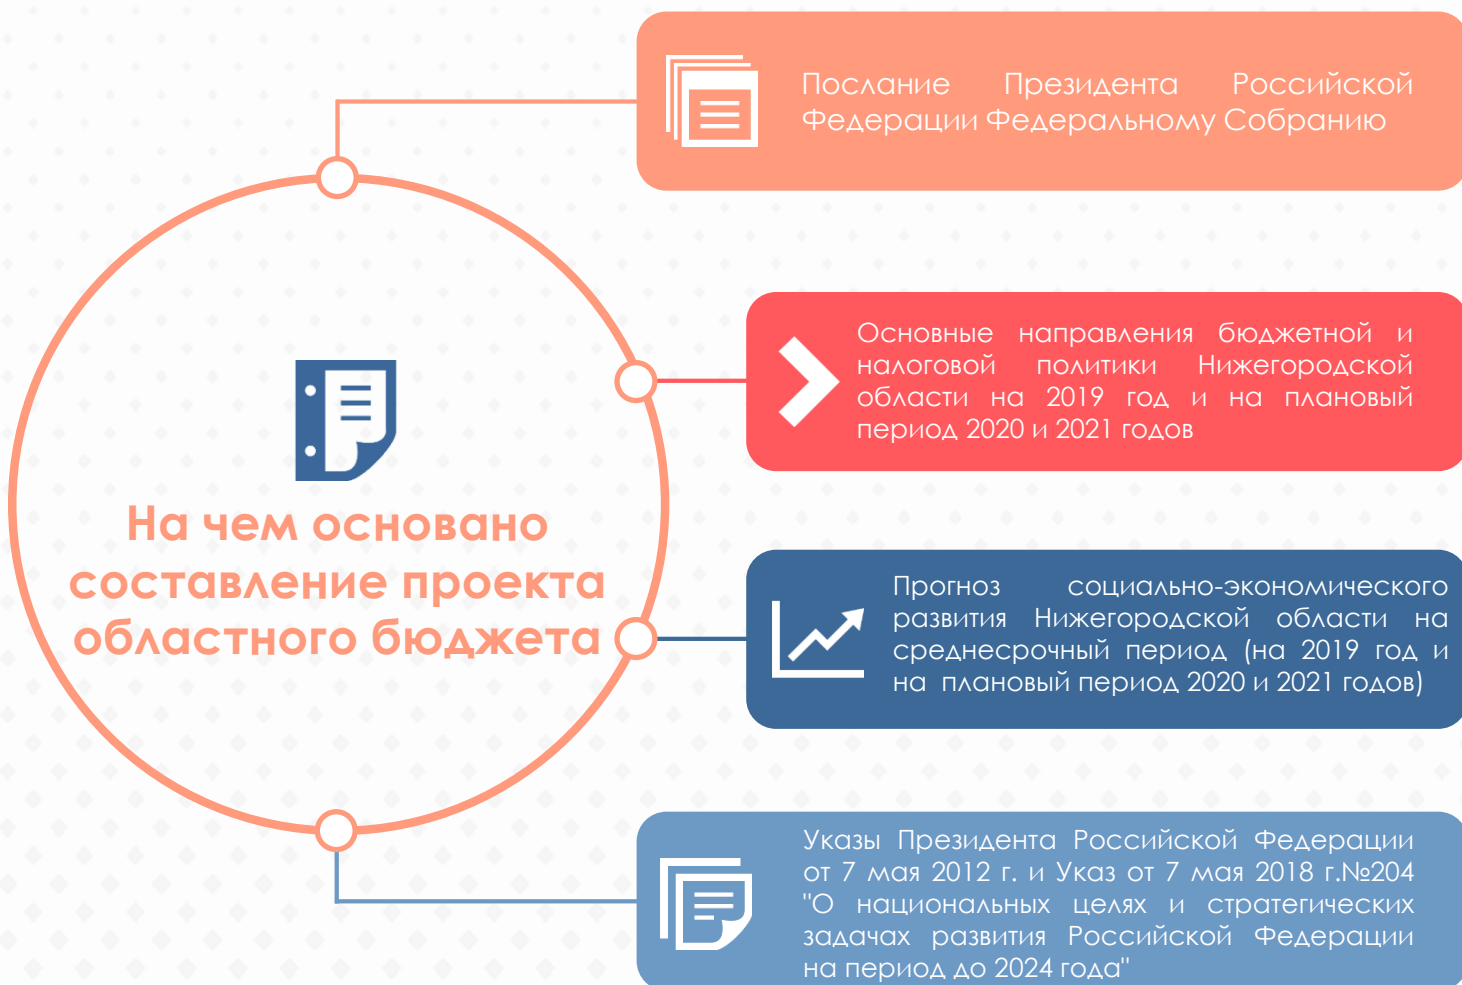 Послание Президента Российской
Федерации Федеральному Собранию
Основные направления бюджетной и
налоговой политики Нижегородской
области на 2019 год и на плановый
период 2020 и 2021 годов
На чем основано
составление проекта
областного бюджета
Прогноз социально-экономического
развития Нижегородской области на
среднесрочный период (на 2019 год и
на плановый период 2020 и 2021 годов)
Указы Президента Российской Федерации
от 7 мая 2012 г. и Указ от 7 мая 2018 г.№204
"О национальных целях и стратегических
задачах развития Российской Федерации
на период до 2024 года"